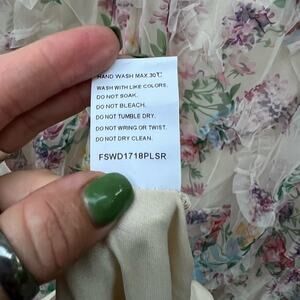 HAND WASH MAX.30℃
WASH WITH LIKE COLORS.
DO NOT SOAK.
DO NOT BLEACH.
DO NOT TUMBLE DRY.
DO NOT WRING OR TWIST.
DO NOT DRY CLEAN.
FSWD1718PLSR